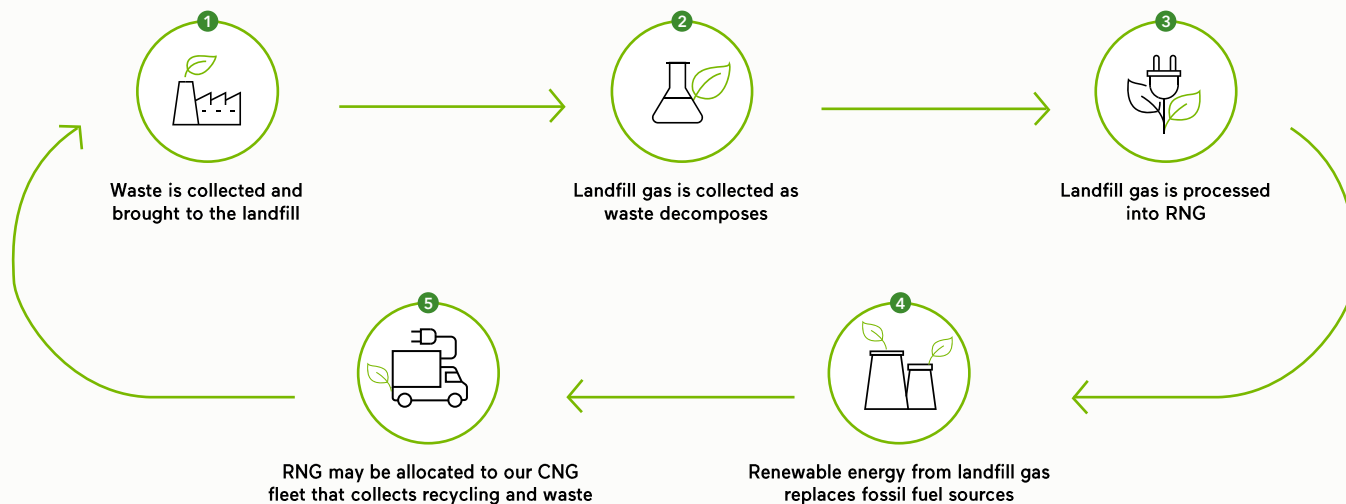 1
Waste is collected and
brought to the landfill
2
Landfill gas is collected as
waste decomposes
3
Landfill gas is processed
into RNG
4
Renewable energy from landfill gas
replaces fossil fuel sources
5
RNG may be allocated to our CNG
fleet that collects recycling and waste